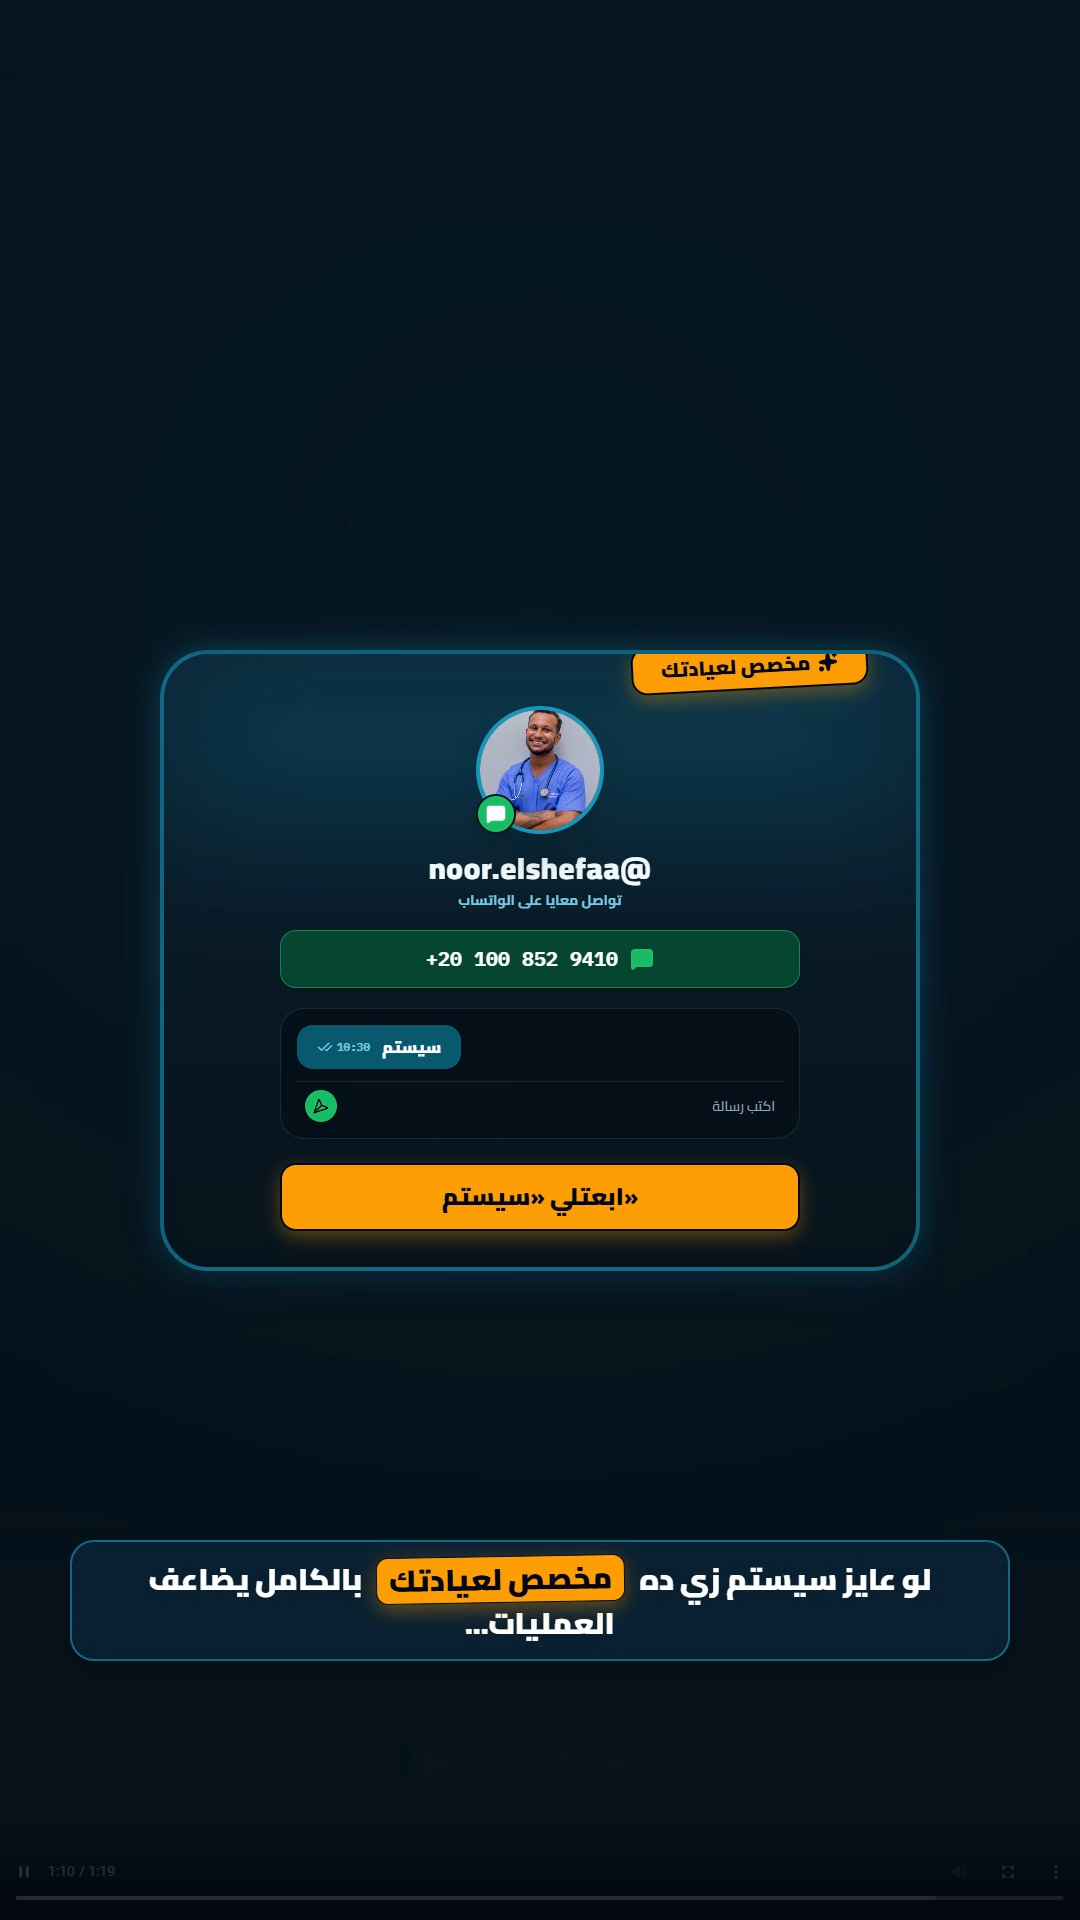 مخصص لعيادتك
noor.elshefaa@
تواصل معايا على الواتساب
+20 100 852 9410
سيستم 10:30
اكتب رسالة
«ابعتلي «سيستم
لو عايز سيستم زي ده مخصص لعيادتك بالكامل يضاعف
العمليات...
1:10 / 1:19